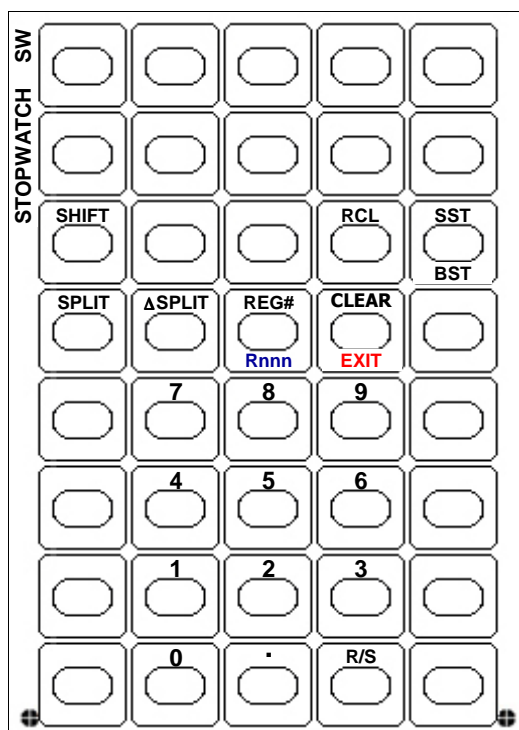 STOPWATCH SW
SHIFT RCL SST
BST
SPLIT ΔSPLIT REG# CLEAR
Rnnn EXIT
7 8 9
4 5 6
1 2 3
0 . R/S